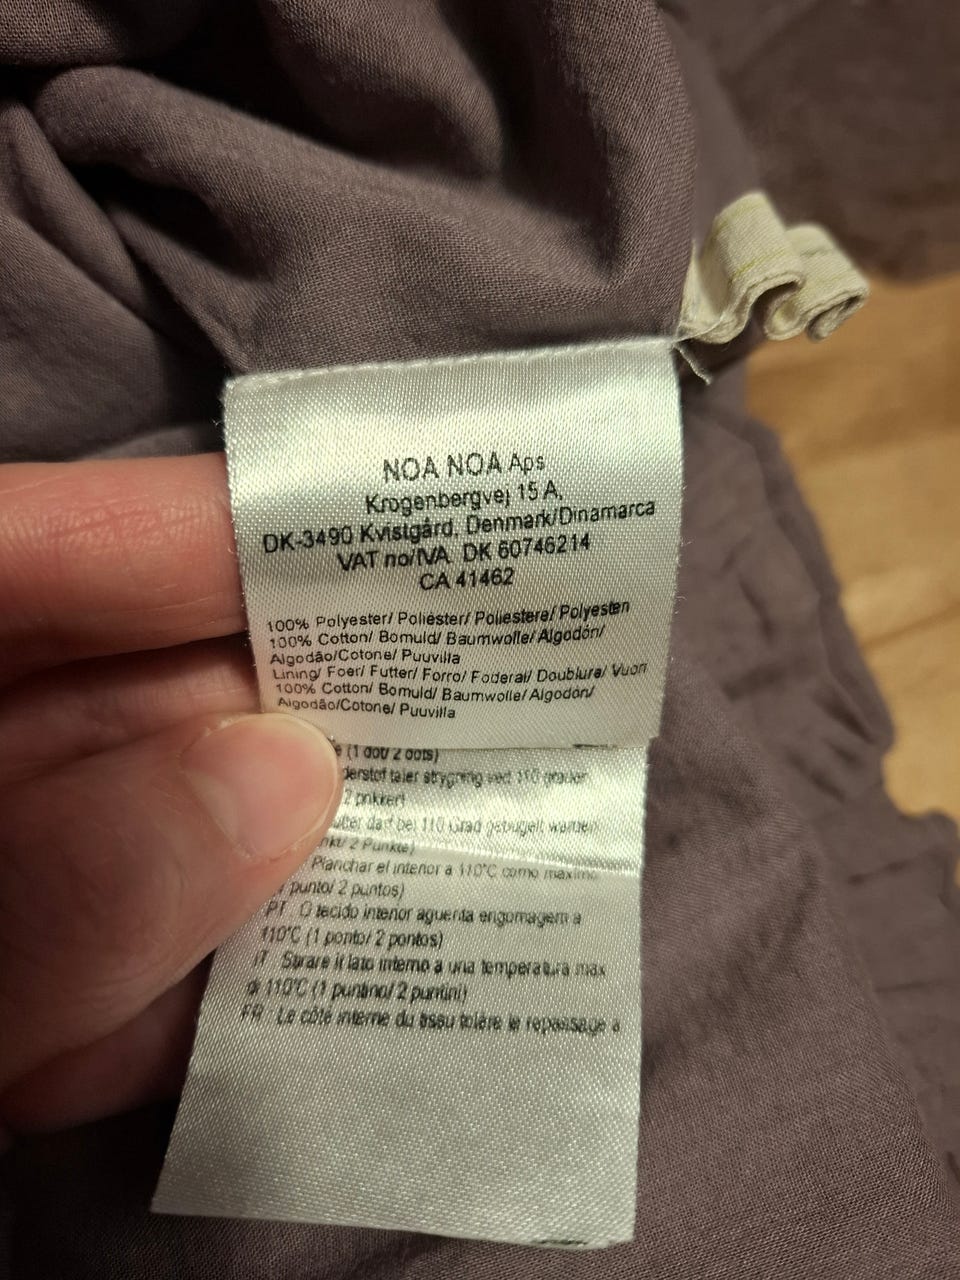 NOA NOA Aps
Krogenbergvej 15 A,
DK-3490 Kvistgård, Denmark/Dinamarca
VAT no/IVA. DK 60746214
CA 41462
100% Polyester/ Poliéster/ Poliestere/ Polyesteri
100% Cotton/ Bomuld/ Baumwolle/ Algodón/
Algodão/Cotone/ Puuvilla
Lining/ Foer/ Futter/ Forro/ Foderai/ Doublure/ Vuori
100% Cotton/ Bomuld/ Baumwolle/ Algodón/
Algodão/Cotone/ Puuvilla
(1 dot/ 2 dots)
derstof taler strygning ved 110 grader
2 prikker)
darf bei 110 Grad gebügelt warden
2 Punkte)
Planchar el interior a 110°C como maximo
punto/ 2 puntos)
PT : O tecido interior aguenta engomagem a
110°C (1 ponto/ 2 pontos)
IT : Stirare il lato interno a una temperatura max
di 110°C (1 puntino/ 2 puntini)
FR : Le côté interne du tissu tolère le repassage à